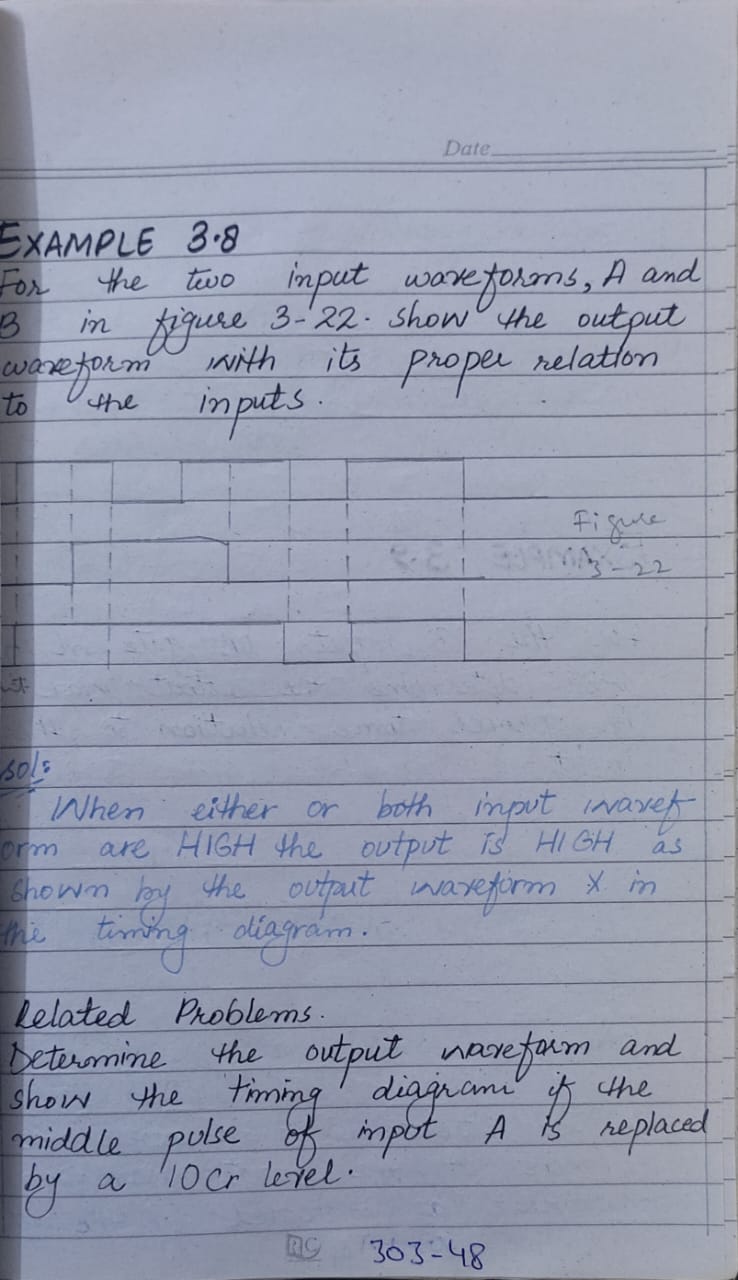 Date
EXAMPLE 3.8
For the two input waveforms, A and
B in figure 3-22. show the output
waveform with its proper relation
to the inputs.
Figure
3-22
sol:
When either or both input wavef
orm are HIGH the output is HIGH as
shown by the output waveform X in
the timing diagram.
Related Problems.
Determine the output waveform and
show the timing diagram if the
middle pulse of input A is replaced
by a 10cr level.
RC 303-48